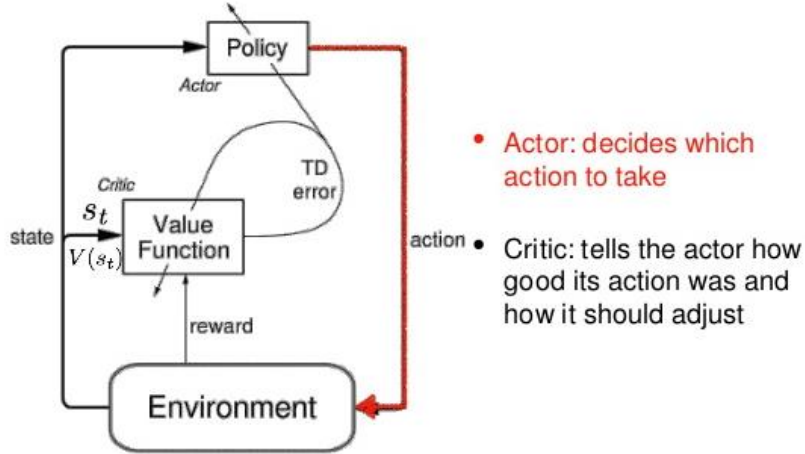 Policy
Actor
TD
error
Critic
s_t
state
V(s_t)
Value
Function
action
reward
Environment
• Actor: decides which
action to take
• Critic: tells the actor how
good its action was and
how it should adjust